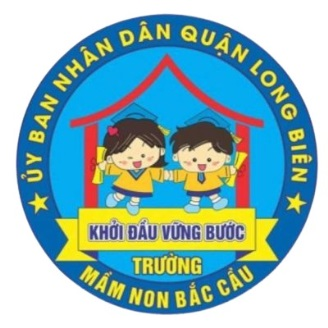 ỦY BAN NHÂN DÂN QUẬN LONG BIÊN
KHỞI ĐẦU VỮNG BƯỚC
TRƯỜNG
MẦM NON BẮC CẦU